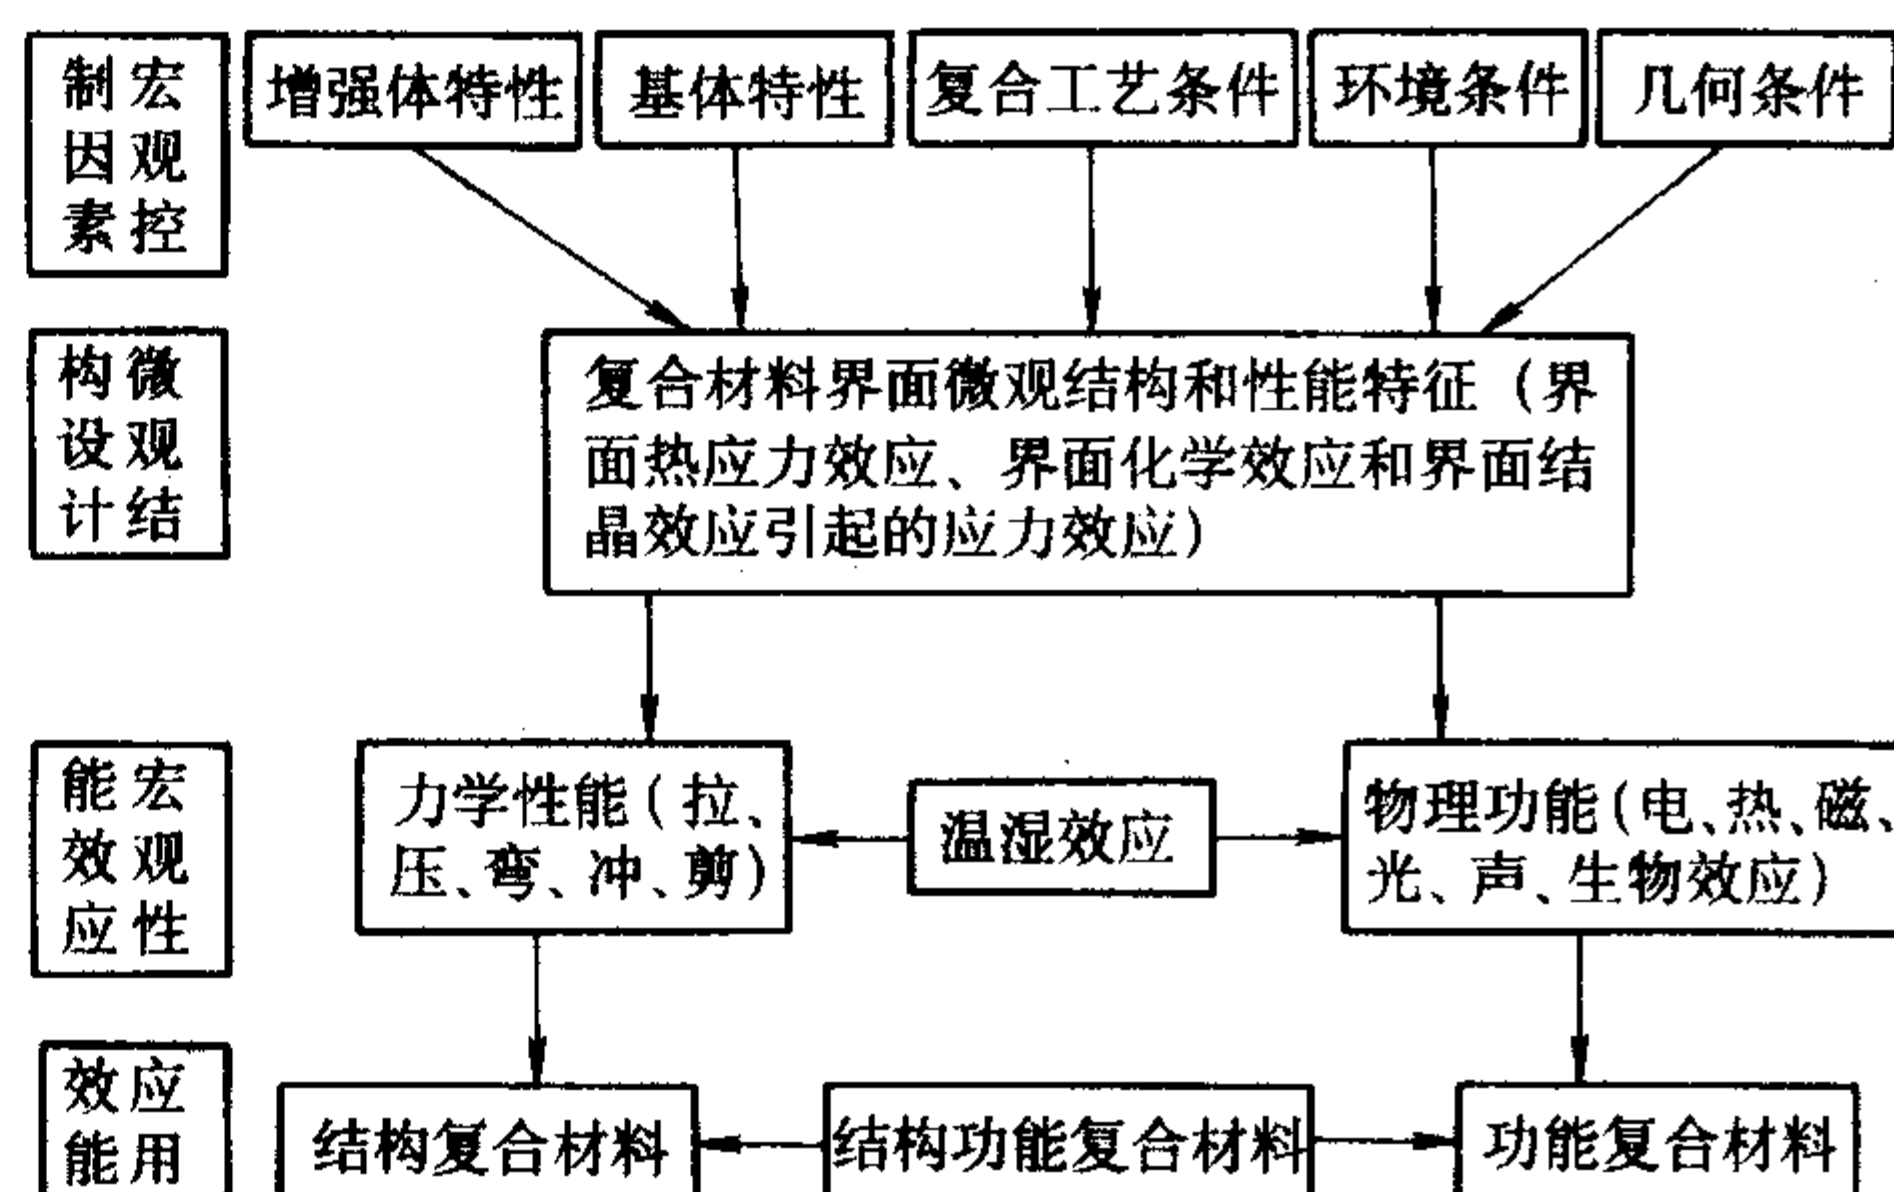 宏观控
制因素
增强体特性
基体特性
复合工艺条件
环境条件
几何条件
微观结
构设计
复合材料界面微观结构和性能特征（界
面热应力效应、界面化学效应和界面结
晶效应引起的应力效应）
宏观性
能效应
力学性能（拉、
压、弯、冲、剪）
温湿效应
物理功能（电、热、磁、
光、声、生物效应）
应用
效能
结构复合材料
结构功能复合材料
功能复合材料